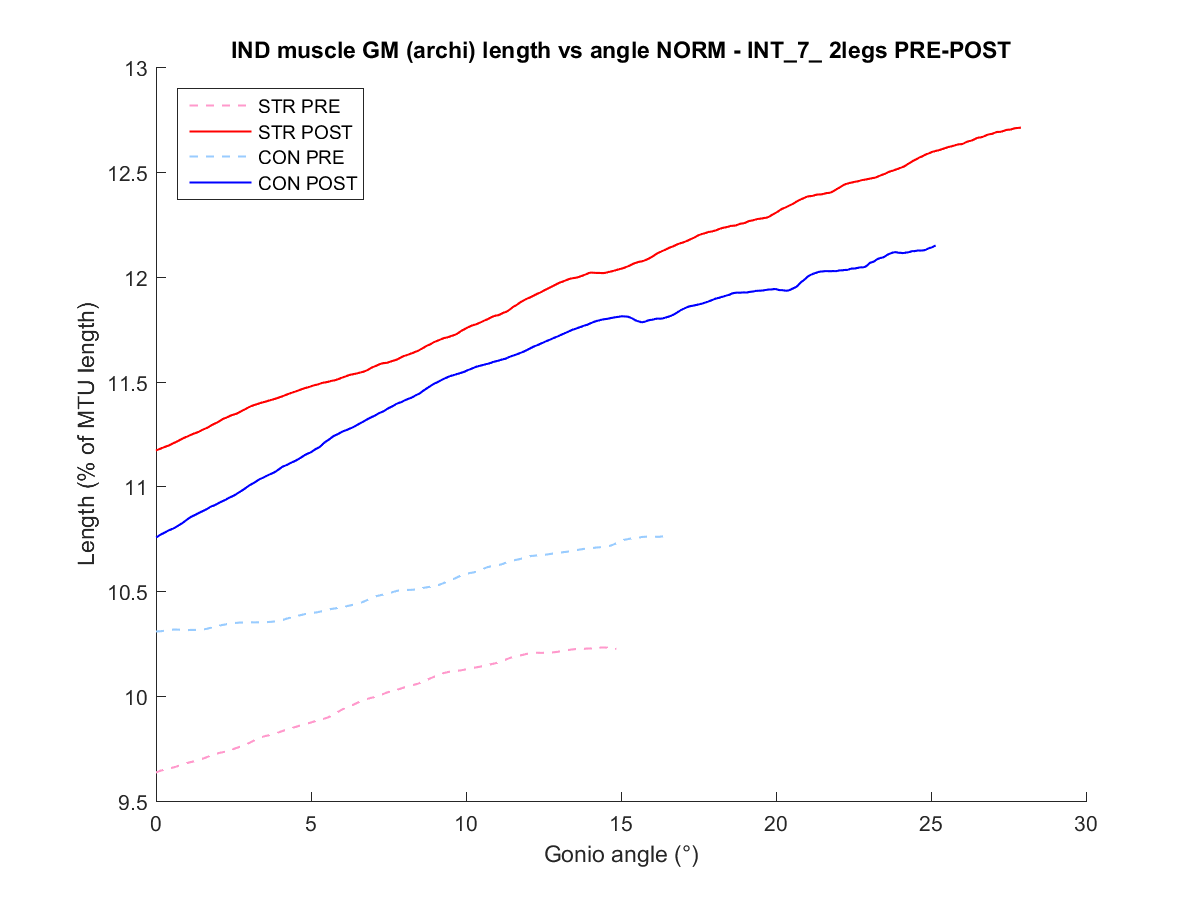 IND muscle GM (archi) length vs angle NORM - INT_7_ 2legs PRE-POST
13
12.5
12
11.5
11
10.5
10
9.5
Length (% of MTU length)
STR PRE
STR POST
CON PRE
CON POST
0 5 10 15 20 25 30
Gonio angle (°)